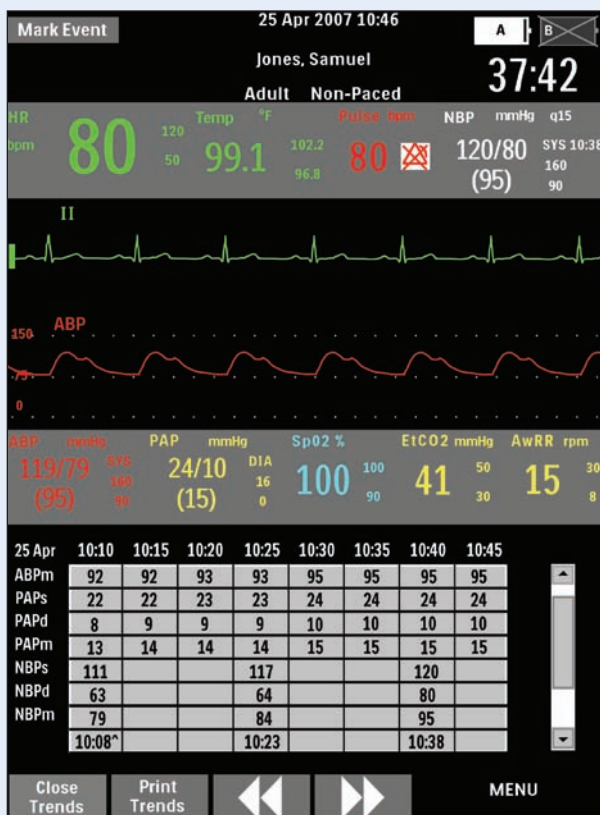 Mark Event
25 Apr 2007 10:46
A B
Jones, Samuel
37:42
Adult Non-Paced
HR Temp °F Pulse bpm NBP mmHg q15
bpm 80 120 50 99.1 102.2 96.8 80 120/80 SYS 10:38
(95) 160 90
II
150 ABP
75
0
ABP mmHg PAP mmHg Sp02 % EtCO2 mmHg AwRR rpm
119/79 SYS 24/10 DIA 100 100 41 50 15 30
(95) 160 90 (15) 16 0 90 30 8
25 Apr 10:10 10:15 10:20 10:25 10:30 10:35 10:40 10:45
ABPm 92 92 93 93 95 95 95 95
PAPs 22 22 23 23 24 24 24 24
PAPd 8 9 9 9 10 10 10 10
PAPm 13 14 14 14 15 15 15 15
NBPs 111 117 120
NBPd 63 64 80
NBPm 79 84 95
10:08^ 10:23 10:38
Close Trends
Print Trends
MENU